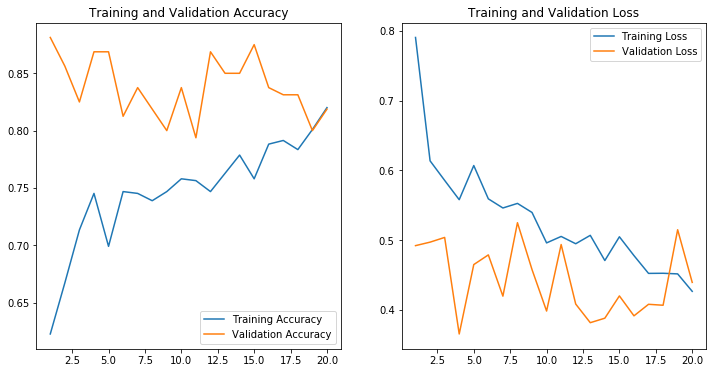 Training and Validation Accuracy
0.85
0.80
0.75
0.70
0.65
2.5 5.0 7.5 10.0 12.5 15.0 17.5 20.0
Training Accuracy
Validation Accuracy
Training and Validation Loss
0.8
0.7
0.6
0.5
0.4
2.5 5.0 7.5 10.0 12.5 15.0 17.5 20.0
Training Loss
Validation Loss